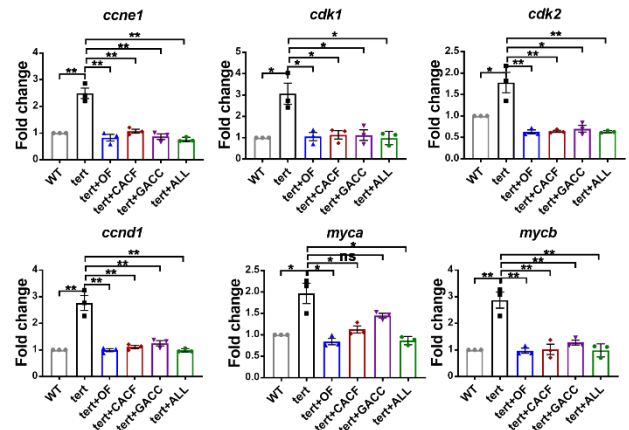 ccne1
Fold change
4
3
2
1
0
**
**
**
**
**
WT
tert
tert+OF
tert+CACF
tert+GACC
tert+ALL
cdk1
Fold change
5
4
3
2
1
0
*
*
*
*
*
WT
tert
tert+OF
tert+CACF
tert+GACC
tert+ALL
cdk2
Fold change
2.5
2.0
1.5
1.0
0.5
0.0
**
*
**
**
*
WT
tert
tert+OF
tert+CACF
tert+GACC
tert+ALL
ccnd1
Fold change
5
4
3
2
1
0
**
**
**
**
**
WT
tert
tert+OF
tert+CACF
tert+GACC
tert+ALL
myca
Fold change
2.5
2.0
1.5
1.0
0.5
0.0
*
ns
*
*
*
WT
tert
tert+OF
tert+CACF
tert+GACC
tert+ALL
mycb
Fold change
5
4
3
2
1
0
**
**
**
**
**
WT
tert
tert+OF
tert+CACF
tert+GACC
tert+ALL